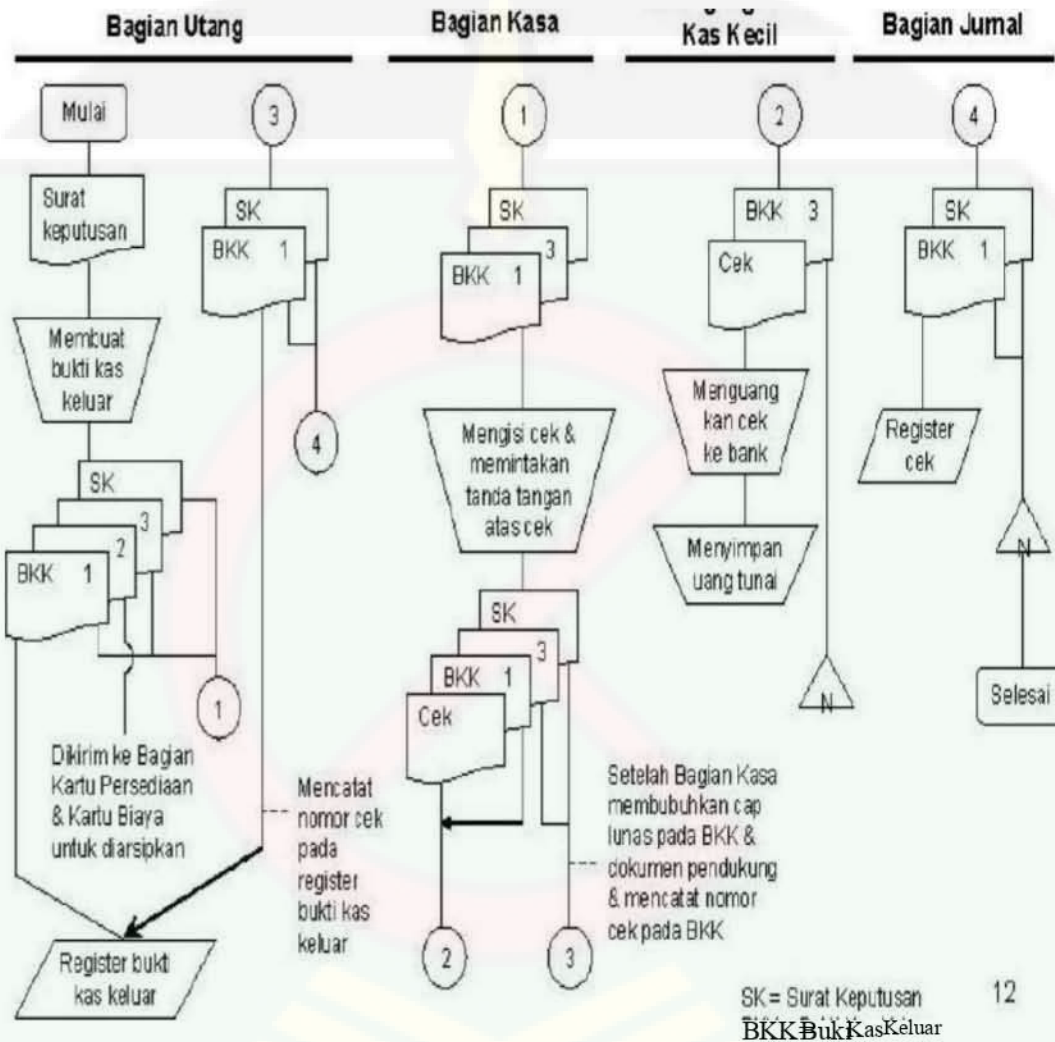 Bagian Utang
Bagian Kasa
Kas Kecil
Bagian Jurnal
Mulai
3
Surat
keputusan
SK
BKK 1
Membuat
bukti kas
keluar
4
SK
3
2
BKK 1
1
Dikirim ke Bagian
Kartu Persediaan
& Kartu Biaya
untuk diarsipkan
Mencatat
nomor cek
pada
register
bukti kas
keluar
Register bukti
kas keluar
1
SK
3
BKK 1
Mengisi cek &
memintakan
tanda tangan
atas cek
SK
3
BKK 1
Cek
Setelah Bagian Kasa
membubuhkan cap
lunas pada BKK &
dokumen pendukung
& mencatat nomor
cek pada BKK
2
3
2
BKK 3
Cek
Menguang
kan cek
ke bank
Menyimpan
uang tunai
N
4
SK
BKK 1
Register
cek
N
Selesai
SK = Surat Keputusan
12
BKK=Bukt KasKeluar